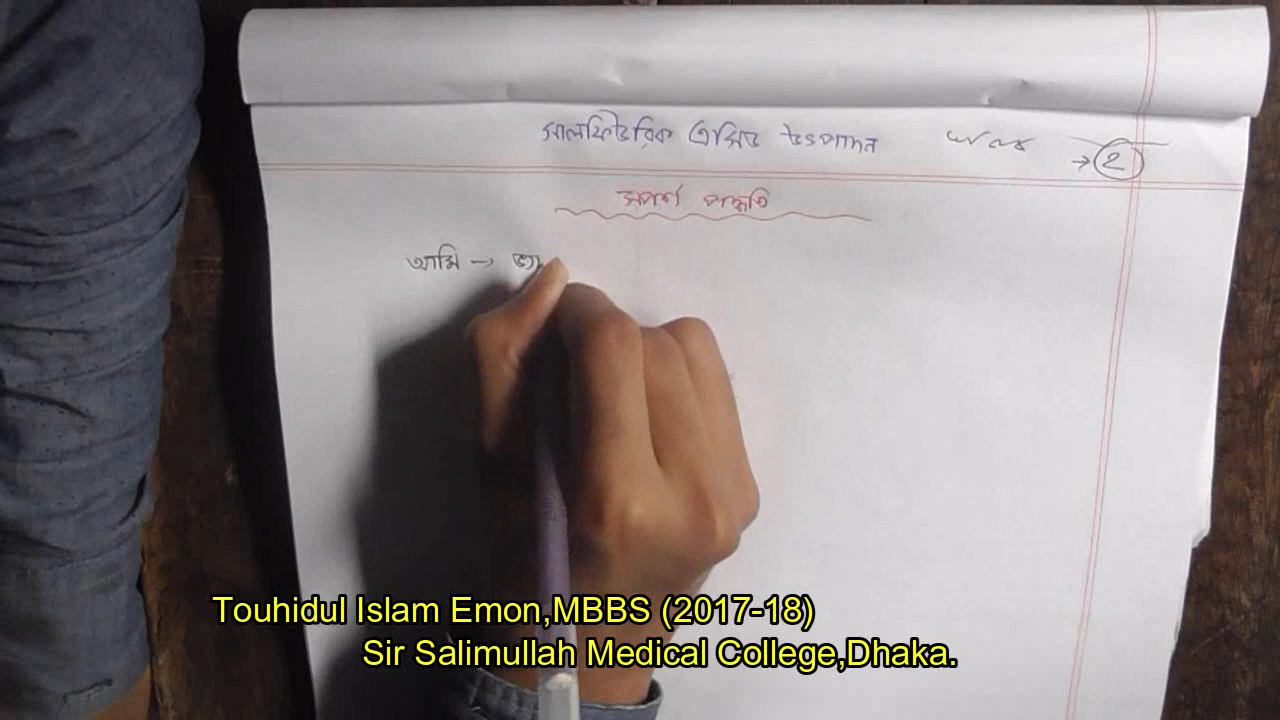 সালফিউরিক এসিড উৎপাদন
→ 2
স্পর্শ পদ্ধতি
আমি →
Touhidul Islam Emon,MBBS (2017-18)
Sir Salimullah Medical College,Dhaka.